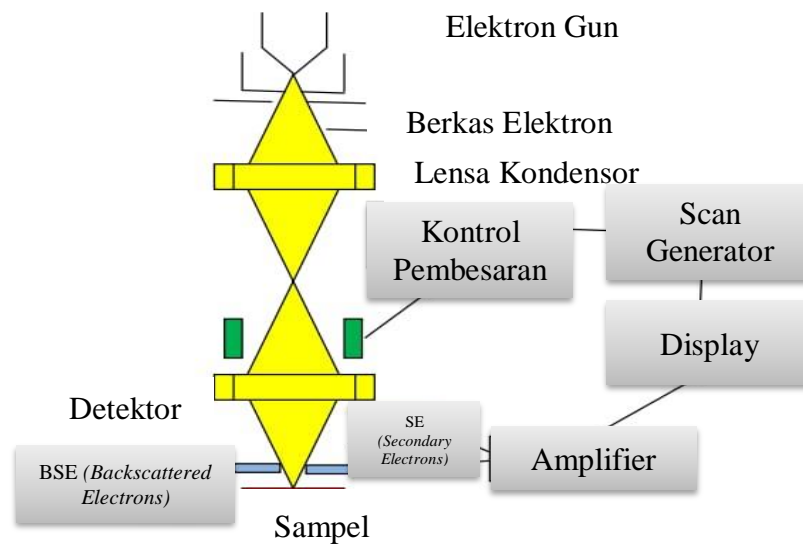 Elektron Gun
Berkas Elektron
Lensa Kondensor
Kontrol
Pembesaran
Scan
Generator
Display
Detektor
SE
(Secondary
Electrons)
BSE (Backscattered
Electrons)
Amplifier
Sampel